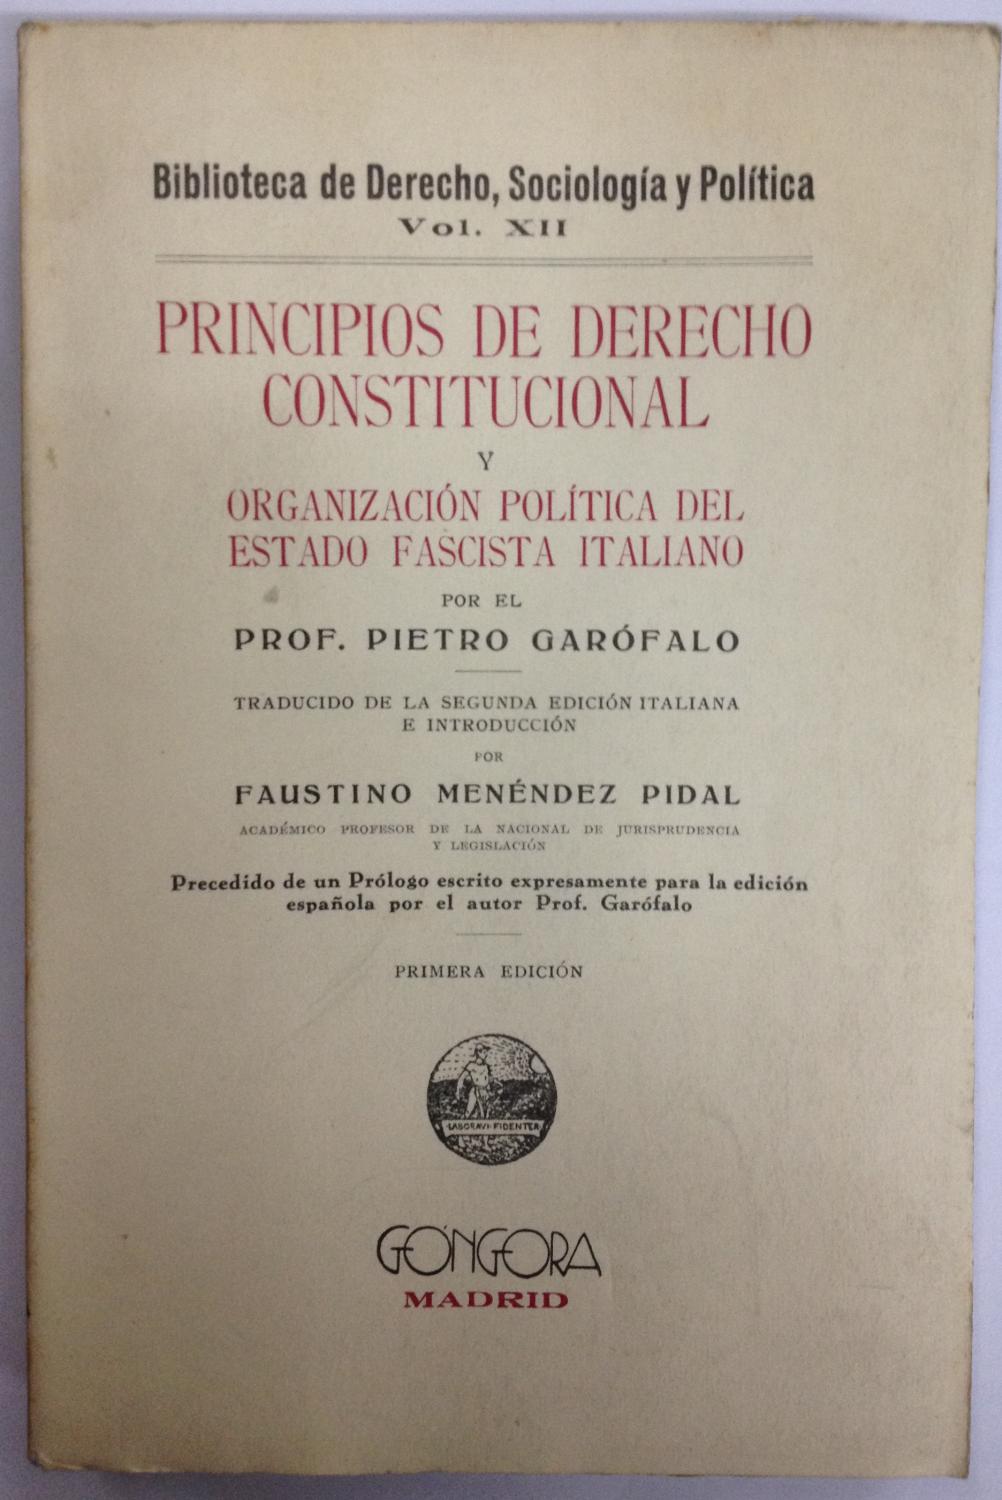 Biblioteca de Derecho, Sociología y Política
Vol. XII
PRINCIPIOS DE DERECHO
CONSTITUCIONAL
Y
ORGANIZACIÓN POLÍTICA DEL
ESTADO FASCISTA ITALIANO
POR EL
PROF. PIETRO GARÓFALO
TRADUCIDO DE LA SEGUNDA EDICIÓN ITALIANA
E INTRODUCCIÓN
POR
FAUSTINO MENÉNDEZ PIDAL
ACADÉMICO PROFESOR DE LA NACIONAL DE JURISPRUDENCIA
Y LEGISLACIÓN
Precedido de un Prólogo escrito expresamente para la edición
española por el autor Prof. Garófalo
PRIMERA EDICIÓN
LABORAVI FIDENTER
GÓNGORA
MADRID